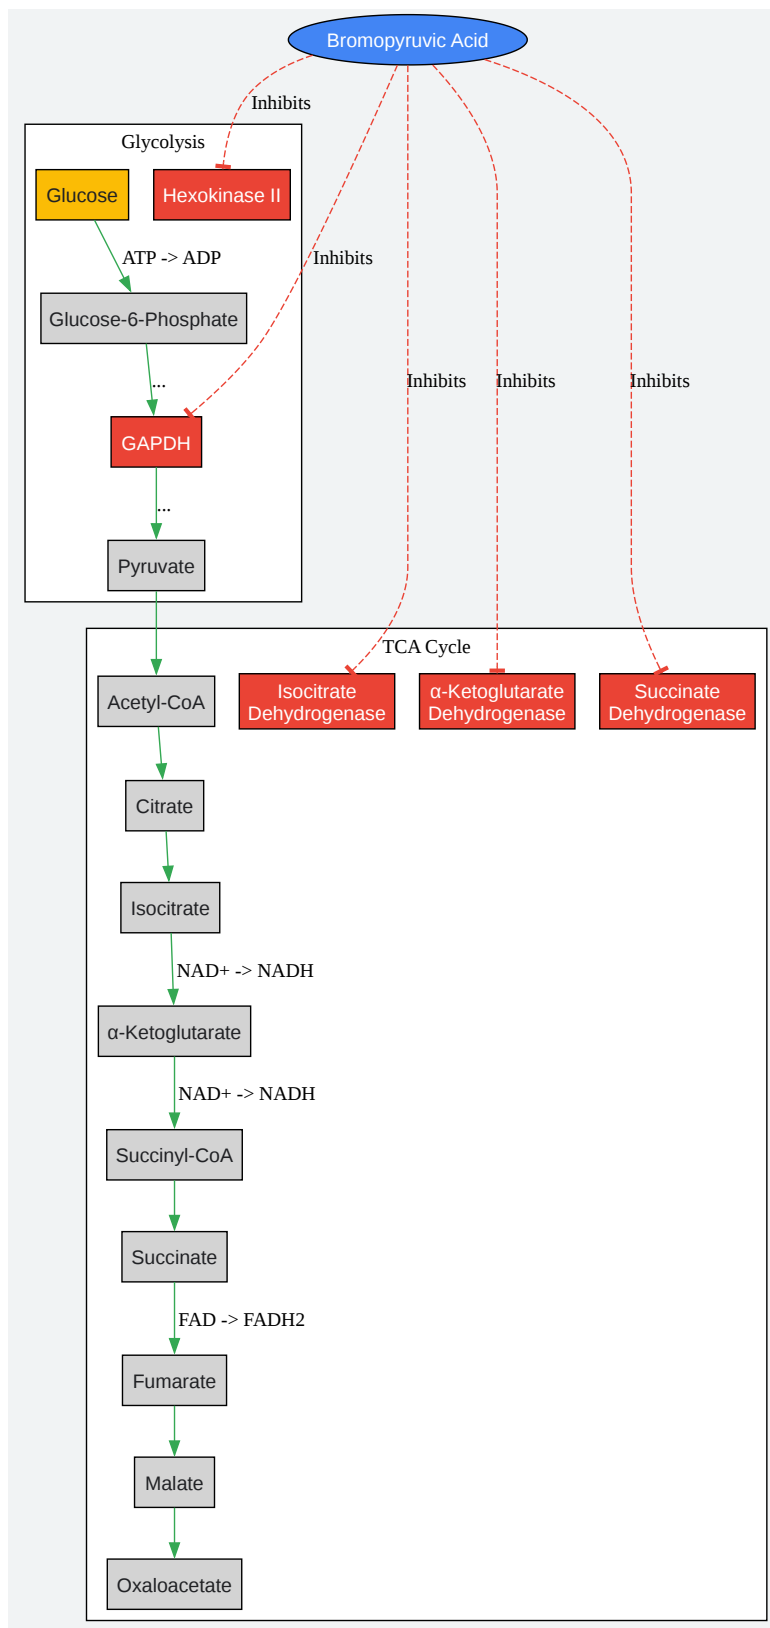 Bromopyruvic Acid
Inhibits
Glycolysis
Glucose
Hexokinase II
ATP -> ADP
Inhibits
Glucose-6-Phosphate
...
Inhibits
Inhibits
Inhibits
GAPDH
...
Pyruvate
TCA Cycle
Acetyl-CoA
Isocitrate
Dehydrogenase
α-Ketoglutarate
Dehydrogenase
Succinate
Dehydrogenase
Citrate
Isocitrate
NAD+ -> NADH
α-Ketoglutarate
NAD+ -> NADH
Succinyl-CoA
Succinate
FAD -> FADH2
Fumarate
Malate
Oxaloacetate